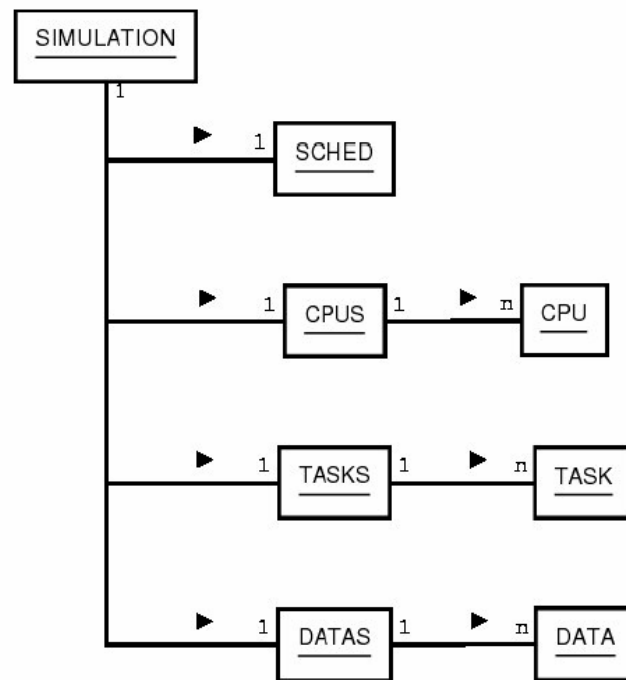 SIMULATION
1
1 SCHED
1 CPUS 1 n CPU
1 TASKS 1 n TASK
1 DATAS 1 n DATA